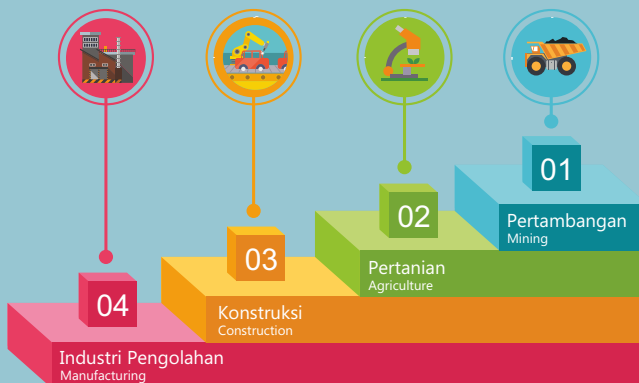 01
Pertambangan
Mining
02
Pertanian
Agriculture
03
Konstruksi
Construction
04
Industri Pengolahan
Manufacturing